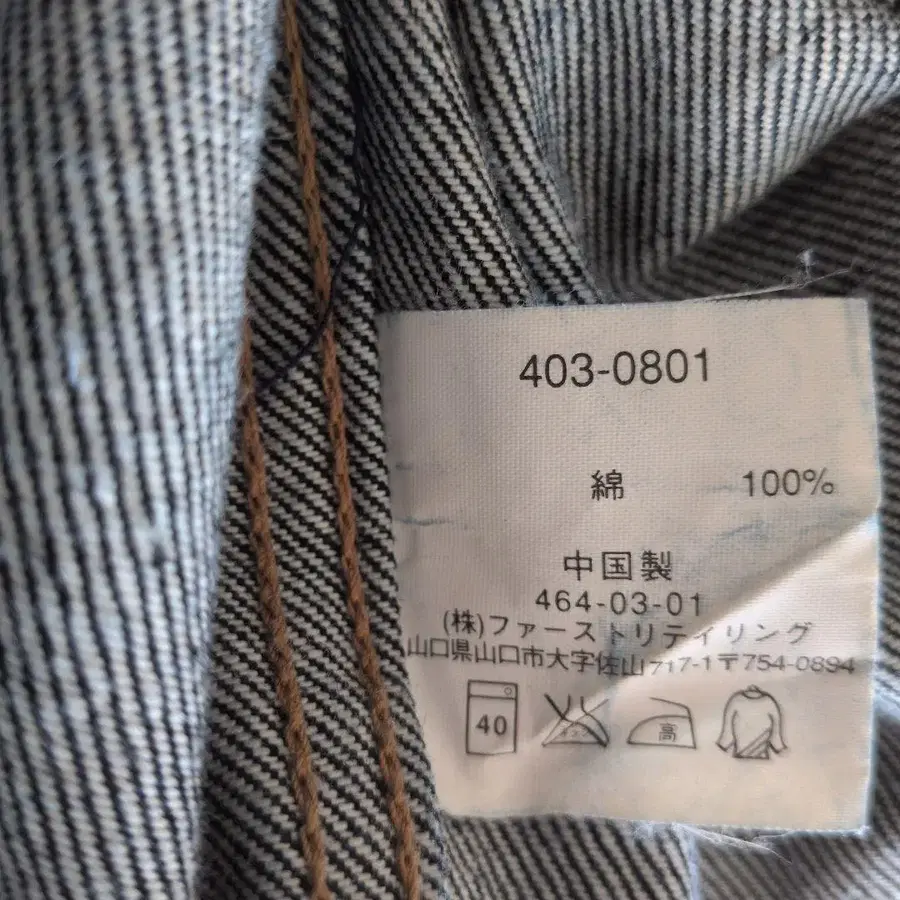 403-0801
綿 100%
中国製
464-03-01
(株)ファーストリテイリング
山口県山口市大字佐山717-1〒754-0894
40
高